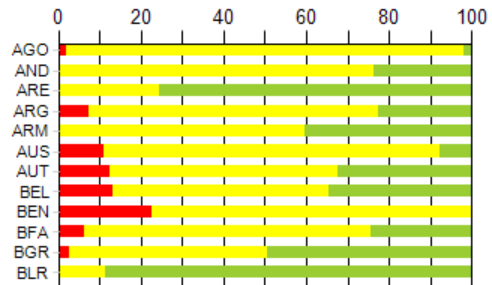 0 20 40 60 80 100
AGO
AND
ARE
ARG
ARM
AUS
AUT
BEL
BEN
BFA
BGR
BLR